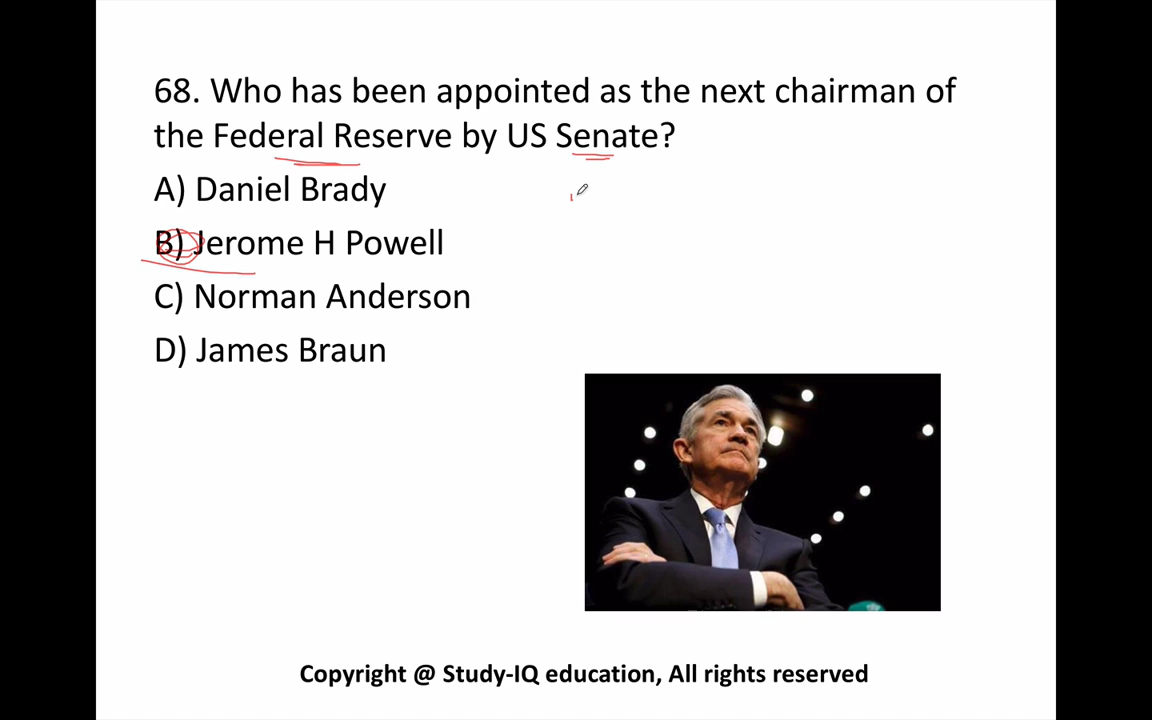 68. Who has been appointed as the next chairman of
the Federal Reserve by US Senate?
A) Daniel Brady
B) Jerome H Powell
C) Norman Anderson
D) James Braun
Copyright @ Study-IQ education, All rights reserved